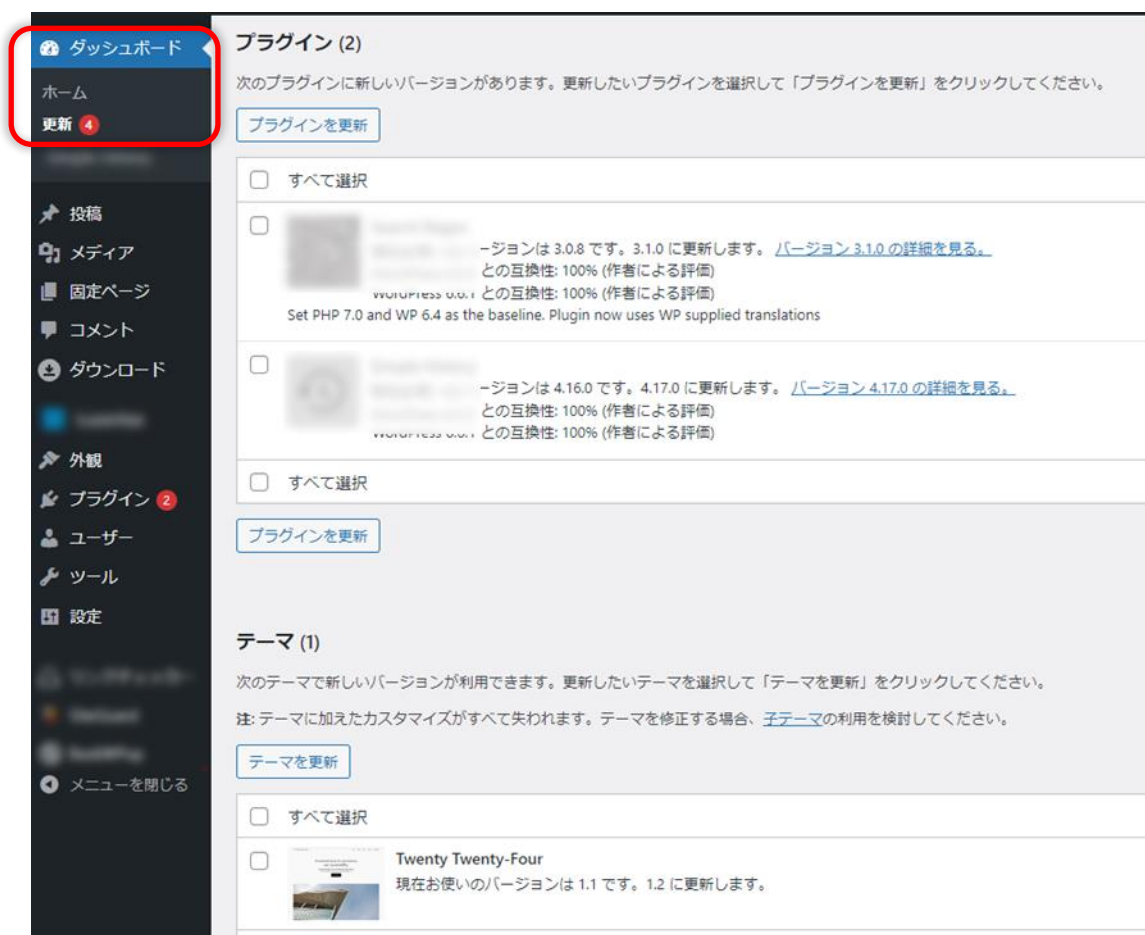 ダッシュボード
ホーム
更新 4
投稿
メディア
固定ページ
コメント
ダウンロード
外観
プラグイン 2
ユーザー
ツール
設定
メニューを閉じる
プラグイン (2)
次のプラグインに新しいバージョンがあります。更新したいプラグインを選択して「プラグインを更新」をクリックしてください。
プラグインを更新
すべて選択
ージョンは 3.0.8 です。3.1.0 に更新します。 バージョン 3.1.0 の詳細を見る。
との互換性: 100% (作者による評価)
との互換性: 100% (作者による評価)
Set PHP 7.0 and WP 6.4 as the baseline. Plugin now uses WP supplied translations
ージョンは 4.16.0 です。4.17.0 に更新します。 バージョン 4.17.0 の詳細を見る。
との互換性: 100% (作者による評価)
との互換性: 100% (作者による評価)
すべて選択
プラグインを更新
テーマ (1)
次のテーマで新しいバージョンが利用できます。更新したいテーマを選択して「テーマを更新」をクリックしてください。
注: テーマに加えたカスタマイズがすべて失われます。テーマを修正する場合、子テーマの利用を検討してください。
テーマを更新
すべて選択
Twenty Twenty-Four
現在お使いのバージョンは 1.1 です。1.2 に更新します。